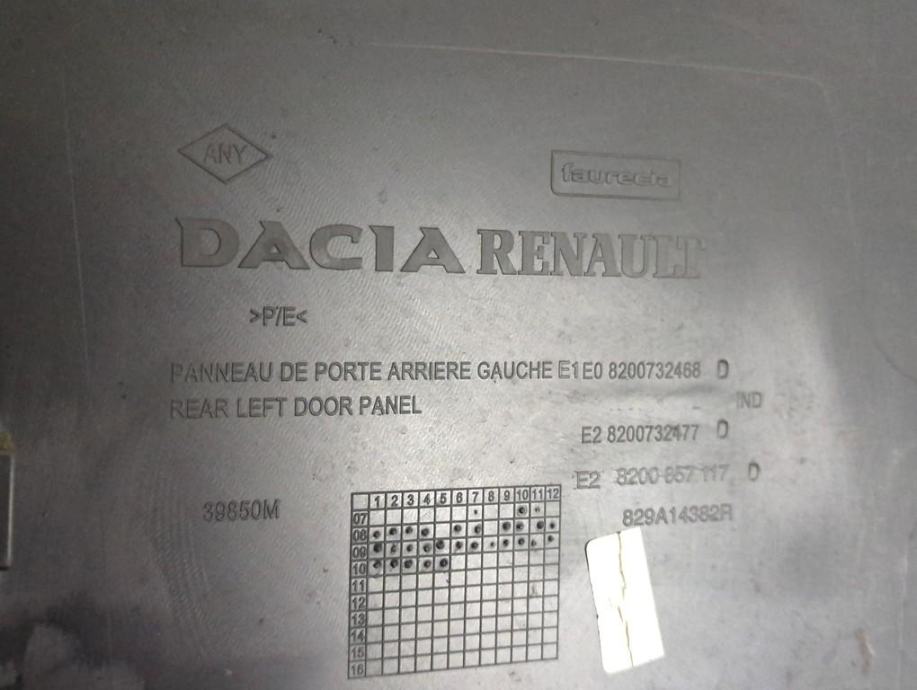 ANY
faurecia
DACIA RENAULT
>P/E<
PANNEAU DE PORTE ARRIERE GAUCHE E1E0 8200732468 D
REAR LEFT DOOR PANEL
IND
E2 8200732477 D
E2 8200 857 117 D
39850M
829A14382R
1 2 3 4 5 6 7 8 9 10 11 12
07
08
09
10
11
12
13
14
15
16